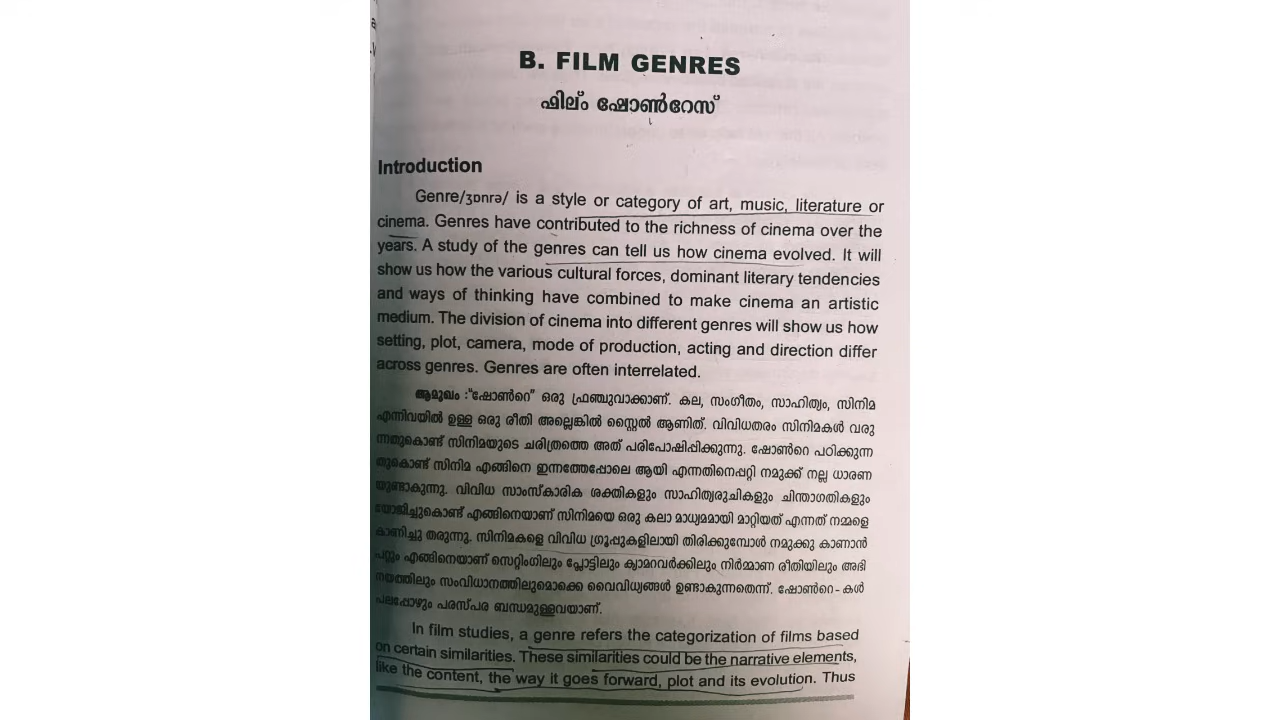 B. FILM GENRES
ഫിലിം ഷോൺറേസ്
Introduction
Genre/ʒɒnrə/ is a style or category of art, music, literature or
cinema. Genres have contributed to the richness of cinema over the
years. A study of the genres can tell us how cinema evolved. It will
show us how the various cultural forces, dominant literary tendencies
and ways of thinking have combined to make cinema an artistic
medium. The division of cinema into different genres will show us how
setting, plot, camera, mode of production, acting and direction differ
across genres. Genres are often interrelated.
ആമുഖം :"ഷോൺറെ" ഒരു ഫ്രഞ്ചുവാക്കാണ്. കല, സംഗീതം, സാഹിത്യം, സിനിമ
എന്നിവയിൽ ഉള്ള ഒരു രീതി അല്ലെങ്കിൽ സ്റ്റൈൽ ആണിത്. വിവിധതരം സിനിമകൾ വരു
ന്നതുകൊണ്ട് സിനിമയുടെ ചരിത്രത്തെ അത് പരിപോഷിപ്പിക്കുന്നു. ഷോൺറെ പഠിക്കുന്ന
തുകൊണ്ട് സിനിമ എങ്ങിനെ ഇന്നത്തേപ്പോലെ ആയി എന്നതിനെപ്പറ്റി നമുക്ക് നല്ല ധാരണ
യുണ്ടാകുന്നു. വിവിധ സാംസ്കാരിക ശക്തികളും സാഹിത്യരുചികളും ചിന്താഗതികളും
യോജിച്ചുകൊണ്ട് എങ്ങിനെയാണ് സിനിമയെ ഒരു കലാ മാധ്യമമായി മാറ്റിയത് എന്നത് നമ്മളെ
കാണിച്ചു തരുന്നു. സിനിമകളെ വിവിധ ഗ്രൂപ്പുകളിലായി തിരിക്കുമ്പോൾ നമുക്കു കാണാൻ
പറ്റും എങ്ങിനെയാണ് സെറ്റിംഗിലും പ്ലോട്ടിലും ക്യാമറവർക്കിലും നിർമ്മാണ രീതിയിലും അഭി
നയത്തിലും സംവിധാനത്തിലുമൊക്കെ വൈവിധ്യങ്ങൾ ഉണ്ടാകുന്നതെന്ന്. ഷോൺറെ - കൾ
പലപ്പോഴും പരസ്പര ബന്ധമുള്ളവയാണ്.
In film studies, a genre refers the categorization of films based
on certain similarities. These similarities could be the narrative elements,
like the content, the way it goes forward, plot and its evolution. Thus